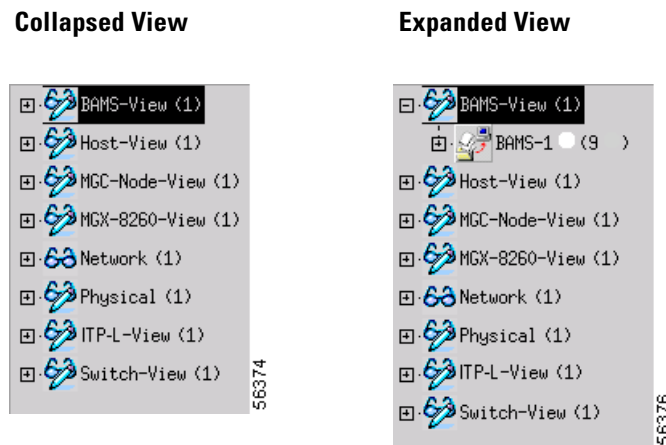 Collapsed View
BAMS-View (1)
Host-View (1)
MGC-Node-View (1)
MGX-8260-View (1)
Network (1)
Physical (1)
ITP-L-View (1)
Switch-View (1)
56374
Expanded View
BAMS-View (1)
BAMS-1 (9 )
Host-View (1)
MGC-Node-View (1)
MGX-8260-View (1)
Network (1)
Physical (1)
ITP-L-View (1)
Switch-View (1)
56376